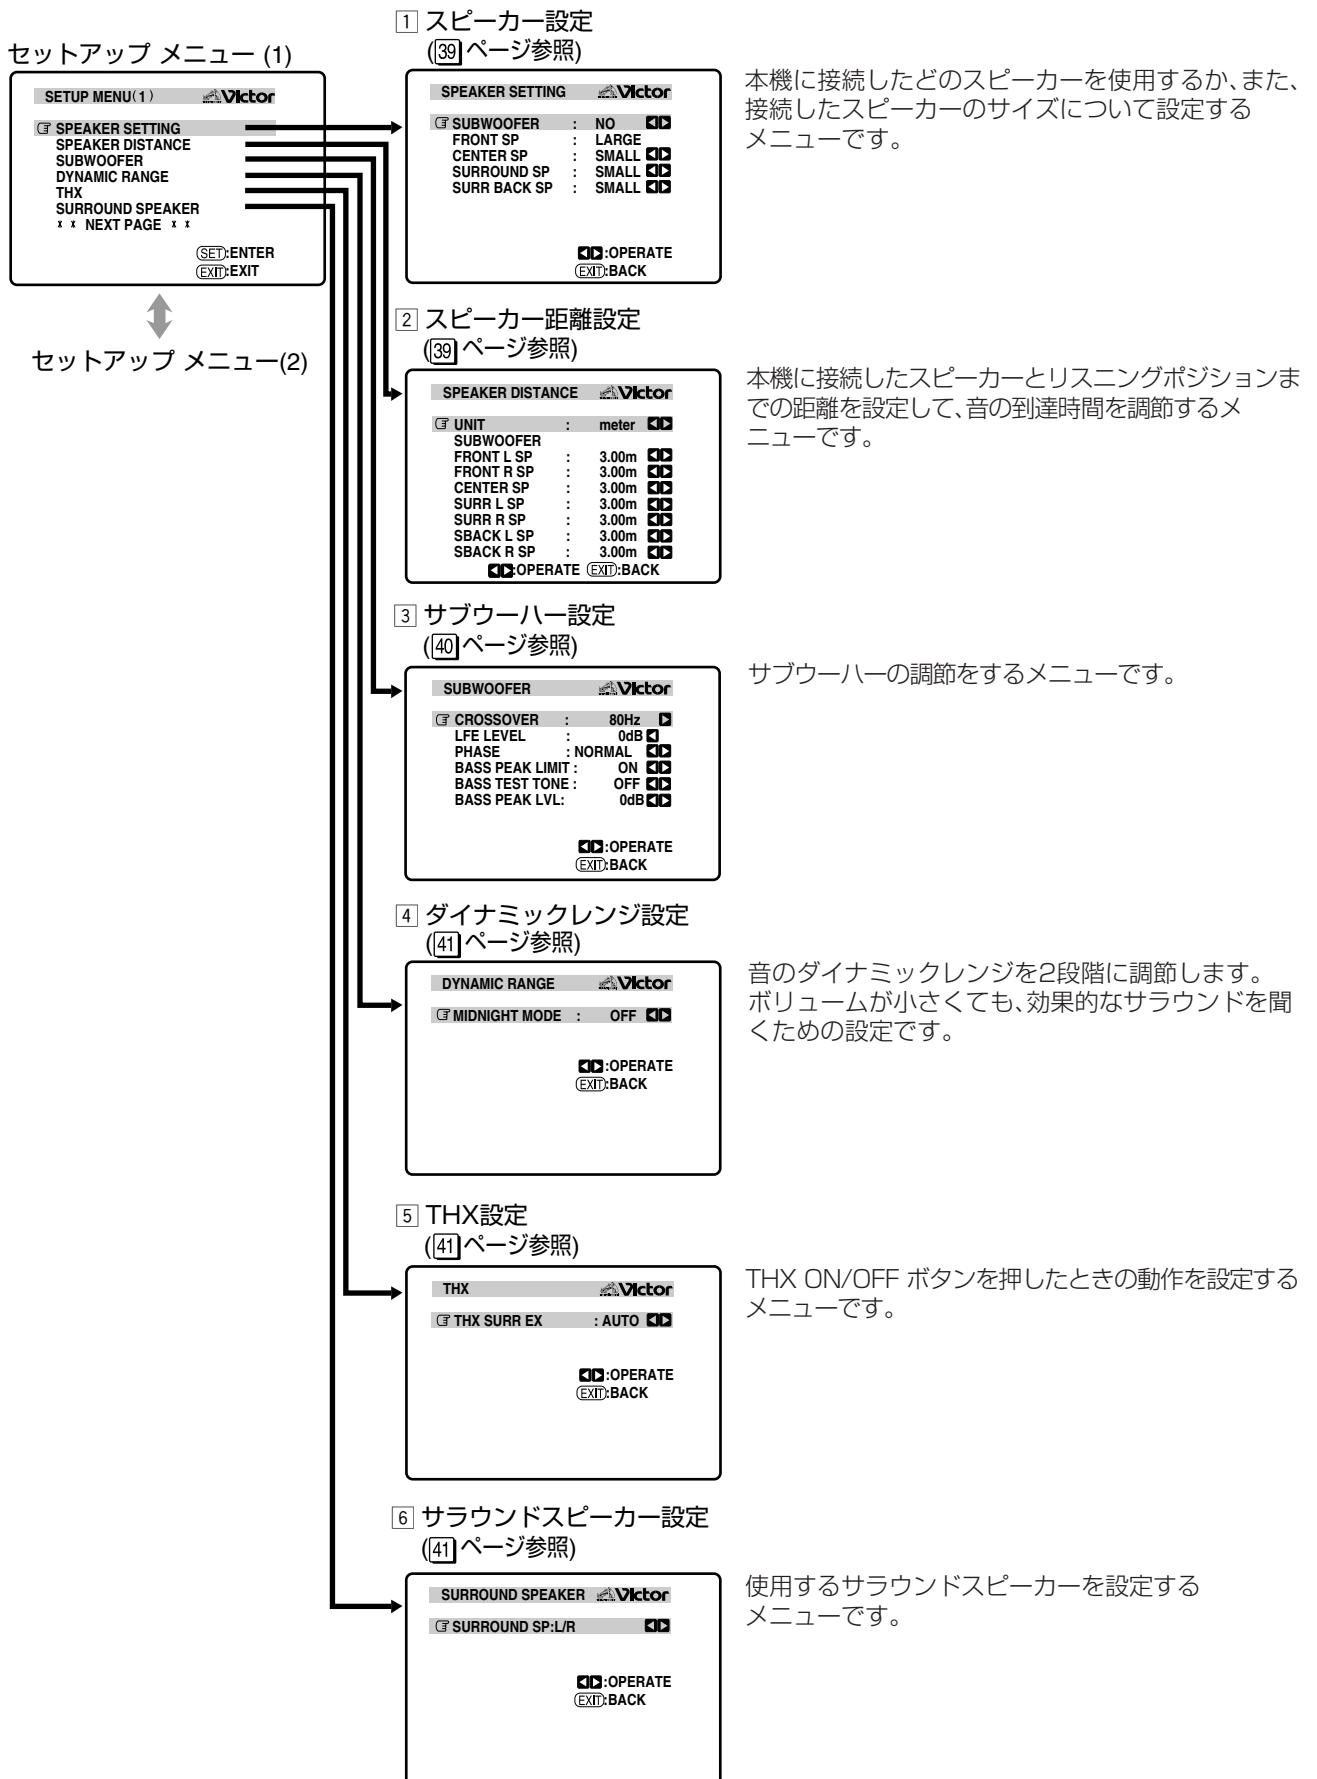 セットアップ メニュー (1)
SETUP MENU(1) Victor
SPEAKER SETTING
SPEAKER DISTANCE
SUBWOOFER
DYNAMIC RANGE
THX
SURROUND SPEAKER
* * NEXT PAGE * *
SET:ENTER
EXIT:EXIT
セットアップ メニュー(2)
1 スピーカー設定
(39ページ参照)
SPEAKER SETTING Victor
SUBWOOFER : NO
FRONT SP : LARGE
CENTER SP : SMALL
SURROUND SP : SMALL
SURR BACK SP : SMALL
:OPERATE
EXIT:BACK
本機に接続したどのスピーカーを使用するか、また、
接続したスピーカーのサイズについて設定する
メニューです。
2 スピーカー距離設定
(39ページ参照)
SPEAKER DISTANCE Victor
UNIT : meter
SUBWOOFER
FRONT L SP : 3.00m
FRONT R SP : 3.00m
CENTER SP : 3.00m
SURR L SP : 3.00m
SURR R SP : 3.00m
SBACK L SP : 3.00m
SBACK R SP : 3.00m
:OPERATE EXIT:BACK
本機に接続したスピーカーとリスニングポジションま
での距離を設定して、音の到達時間を調節するメ
ニューです。
3 サブウーハー設定
(40ページ参照)
SUBWOOFER Victor
CROSSOVER : 80Hz
LFE LEVEL : 0dB
PHASE : NORMAL
BASS PEAK LIMIT : ON
BASS TEST TONE : OFF
BASS PEAK LVL: 0dB
:OPERATE
EXIT:BACK
サブウーハーの調節をするメニューです。
4 ダイナミックレンジ設定
(41ページ参照)
DYNAMIC RANGE Victor
MIDNIGHT MODE : OFF
:OPERATE
EXIT:BACK
音のダイナミックレンジを2段階に調節します。
ボリュームが小さくても、効果的なサラウンドを聞
くための設定です。
5 THX設定
(41ページ参照)
THX Victor
THX SURR EX : AUTO
:OPERATE
EXIT:BACK
THX ON/OFF ボタンを押したときの動作を設定する
メニューです。
6 サラウンドスピーカー設定
(41ページ参照)
SURROUND SPEAKER Victor
SURROUND SP:L/R
:OPERATE
EXIT:BACK
使用するサラウンドスピーカーを設定する
メニューです。